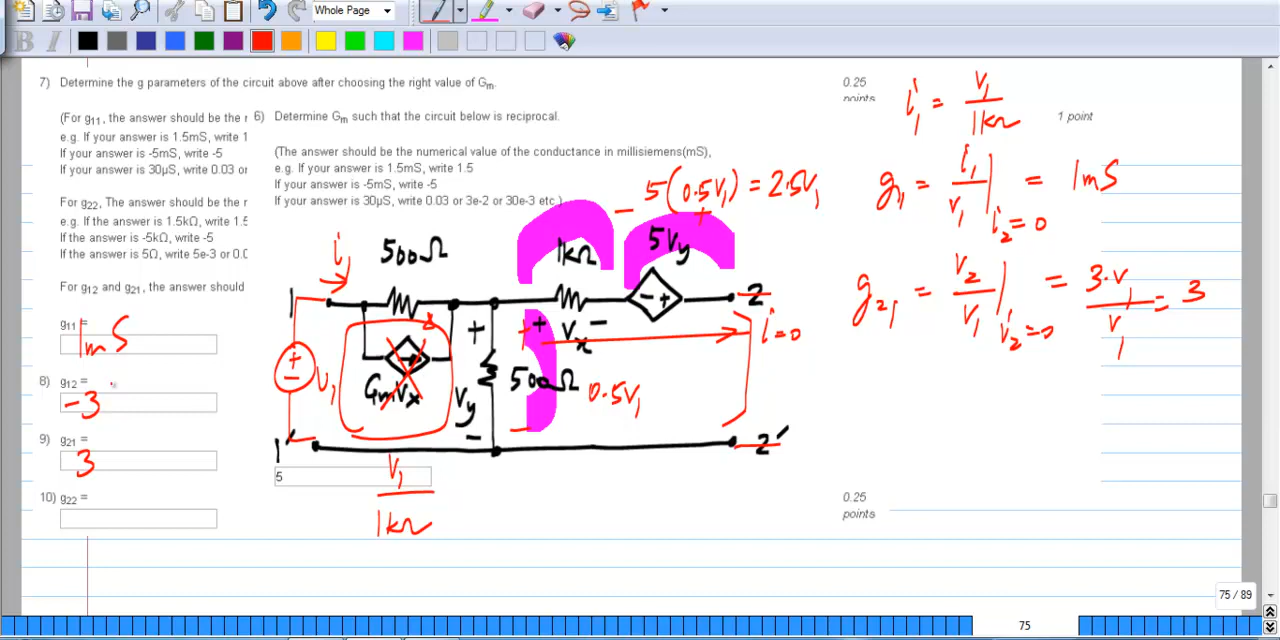 Whole Page
B I
7) Determine the g parameters of the circuit above after choosing the right value of Gm.
0.25
points
(For g11, the answer should be the r
e.g. If your answer is 1.5mS, write 1
If your answer is -5mS, write -5
If your answer is 30µS, write 0.03 or
For g22, The answer should be the r
e.g. If the answer is 1.5kΩ, write 1.5
If the answer is -5kΩ, write -5
If the answer is 5Ω, write 5e-3 or 0.0
For g12 and g21, the answer should
6) Determine Gm such that the circuit below is reciprocal.
1 point
(The answer should be the numerical value of the conductance in millisiemens(mS),
e.g. If your answer is 1.5mS, write 1.5
If your answer is -5mS, write -5
If your answer is 30µS, write 0.03 or 3e-2 or 30e-3 etc.)
5(0.5V1) = 2.5V1
− +
i1
500Ω
1kΩ
5Vy
1
2
− +
+ Vx −
i=0
+ −
V1
GmVx
+
Vy
−
500Ω
0.5V1
1'
2'
5
V1
1kΩ
g11 =
1mS
8) g12 =
-3
9) g21 =
3
10) g22 =
0.25
points
i1 = V1
1kΩ
g11 = i1 / V1 | i2=0 = 1mS
g21 = V2 / V1 | i2=0 = 3·V1 / V1 = 3
75 / 89
75